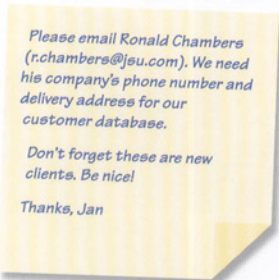 Please email Ronald Chambers
(r.chambers@jsu.com). We need
his company's phone number and
delivery address for our
customer database.
Don't forget these are new
clients. Be nice!
Thanks, Jan